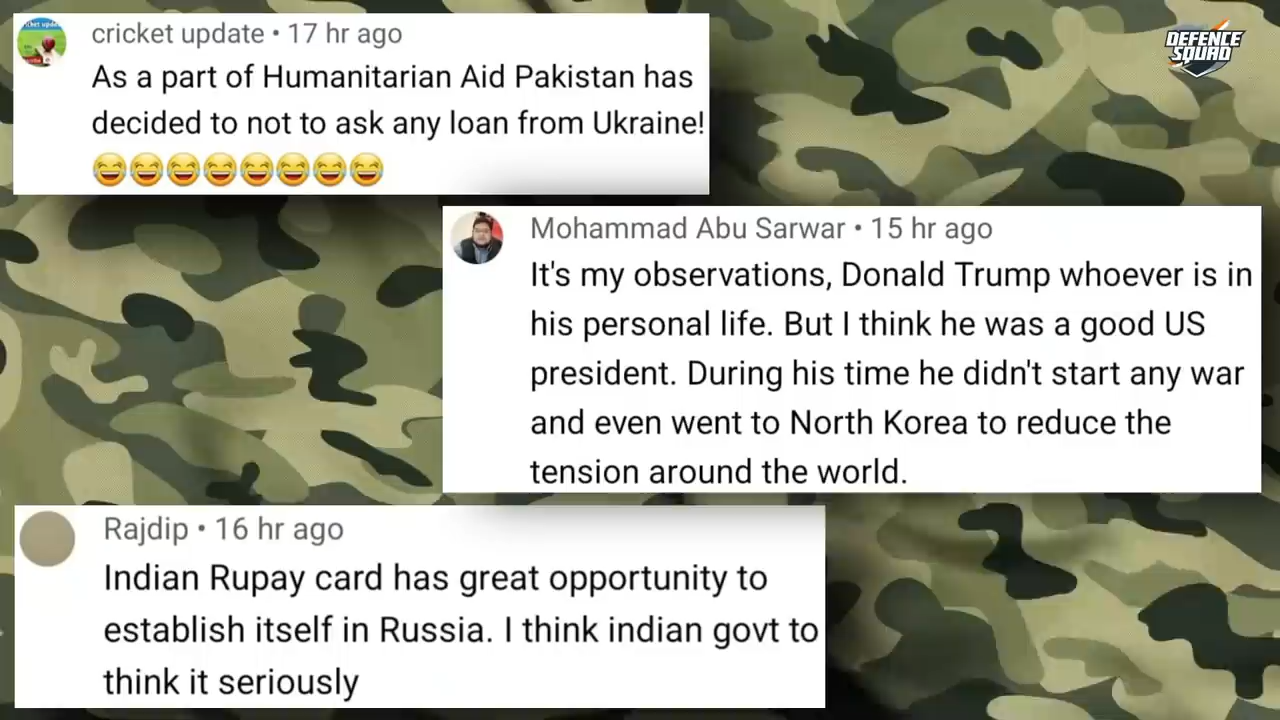 cricket update • 17 hr ago
As a part of Humanitarian Aid Pakistan has
decided to not to ask any loan from Ukraine!
😂😂😂😂😂😂😂😂
DEFENCE
SQUAD
Mohammad Abu Sarwar • 15 hr ago
It's my observations, Donald Trump whoever is in
his personal life. But I think he was a good US
president. During his time he didn't start any war
and even went to North Korea to reduce the
tension around the world.
Rajdip • 16 hr ago
Indian Rupay card has great opportunity to
establish itself in Russia. I think indian govt to
think it seriously